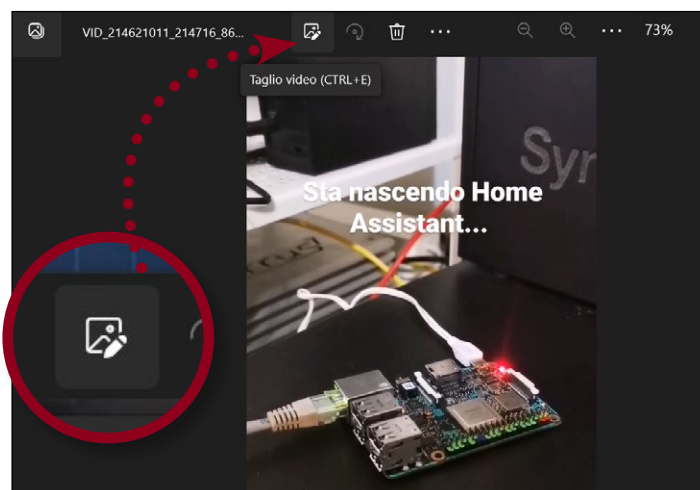 VID_214621011_214716_86...
73%
Taglio video (CTRL+E)
Syn
Sta nascendo Home
Assistant...